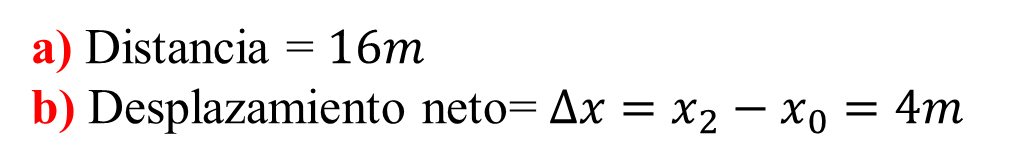 a) Distancia = 16m
b) Desplazamiento neto= Δx = x₂ − x₀ = 4m